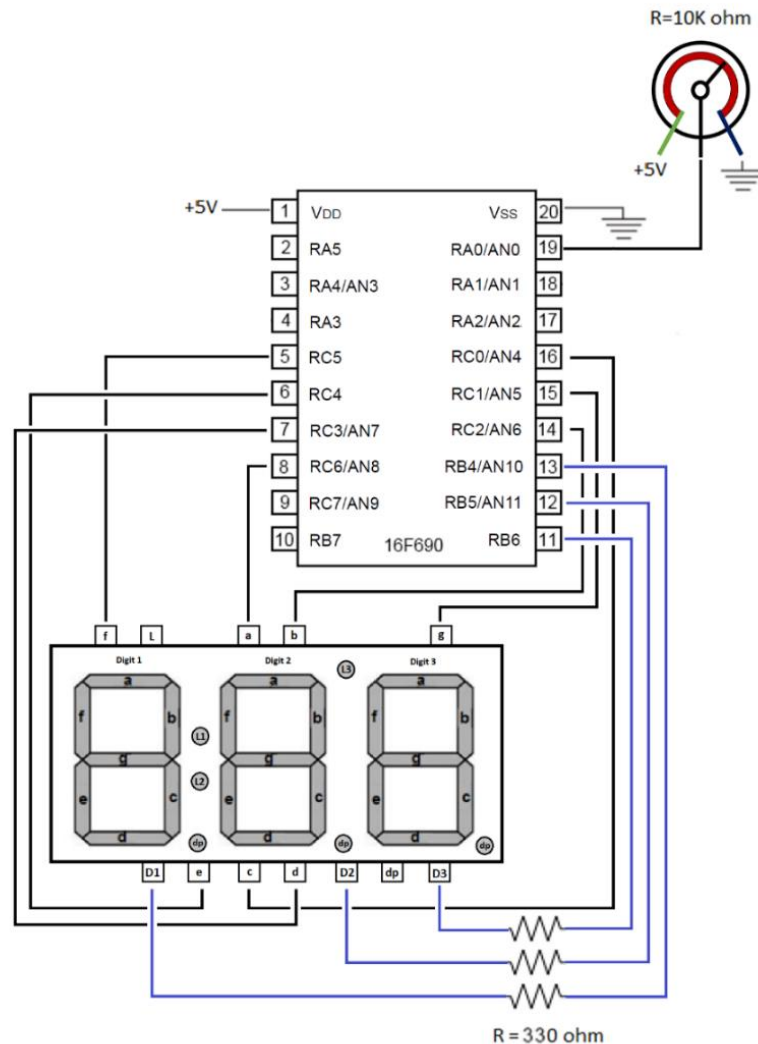 R=10K ohm
+5V
+5V
1 VDD VSS 20
2 RA5 RA0/AN0 19
3 RA4/AN3 RA1/AN1 18
4 RA3 RA2/AN2 17
5 RC5 RC0/AN4 16
6 RC4 RC1/AN5 15
7 RC3/AN7 RC2/AN6 14
8 RC6/AN8 RB4/AN10 13
9 RC7/AN9 RB5/AN11 12
10 RB7 16F690 RB6 11
f L a b g
Digit 1 Digit 2 Digit 3
a a L3 a
f b f b f b
L1
g g g
L2
e c e c e c
d dp d dp d dp
D1 e c d D2 dp D3
R = 330 ohm